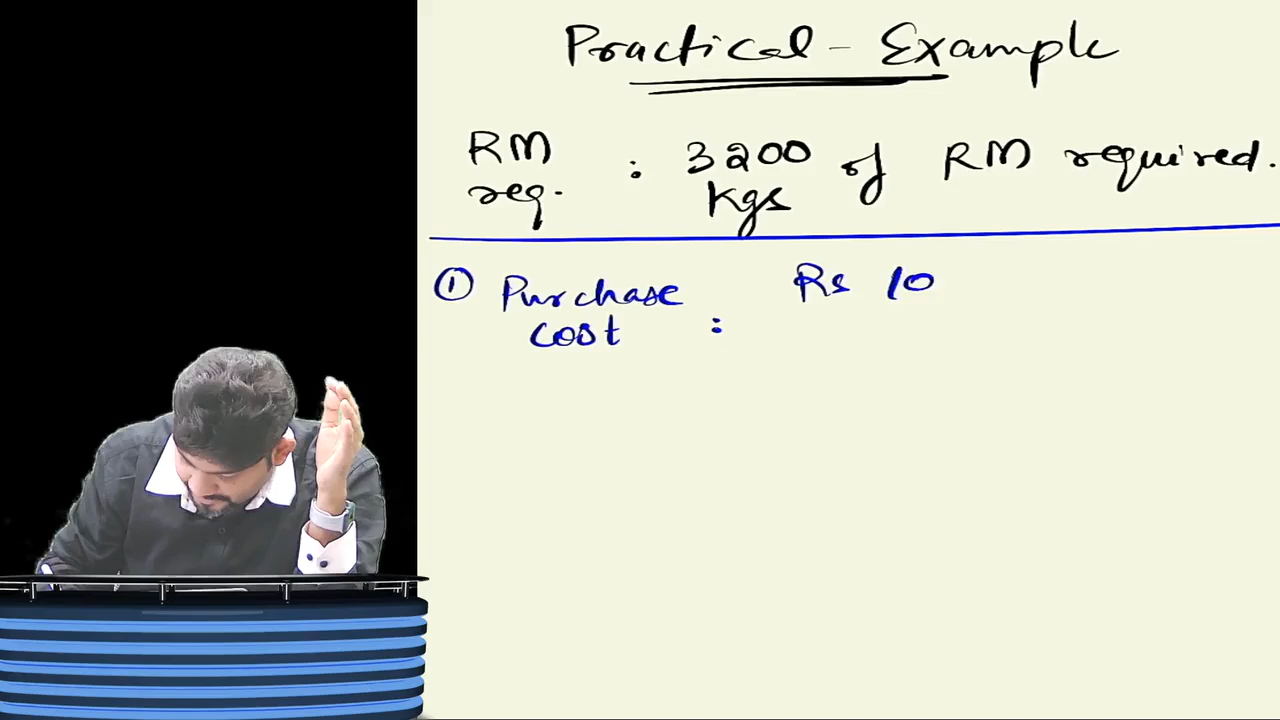 Practical - Example
RM req. : 3200 kgs of RM required.
① Purchase cost : Rs 10